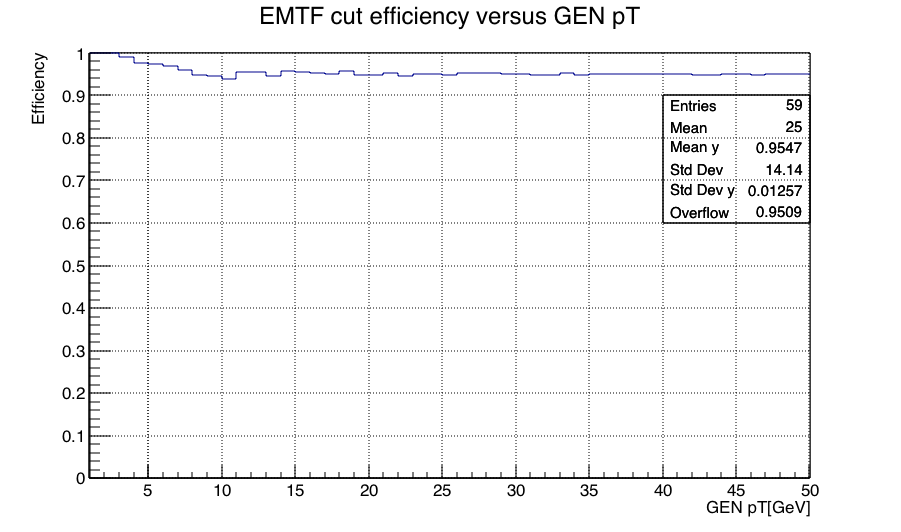 EMTF cut efficiency versus GEN pT
Efficiency
1
0.9
0.8
0.7
0.6
0.5
0.4
0.3
0.2
0.1
0
Entries 59
Mean 25
Mean y 0.9547
Std Dev 14.14
Std Dev y 0.01257
Overflow 0.9509
5 10 15 20 25 30 35 40 45 50
GEN pT[GeV]